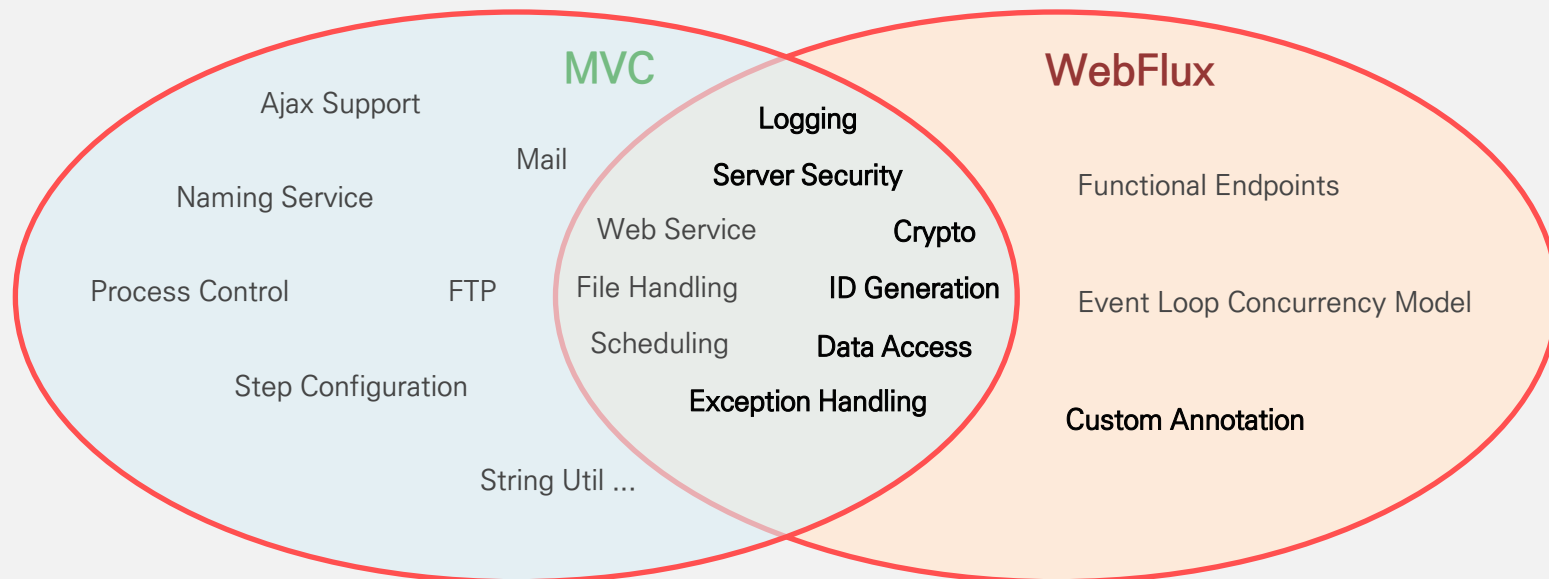 MVC
WebFlux
Ajax Support
Logging
Mail
Server Security
Functional Endpoints
Naming Service
Web Service
Crypto
Process Control
FTP
File Handling
ID Generation
Event Loop Concurrency Model
Scheduling
Data Access
Step Configuration
Exception Handling
Custom Annotation
String Util ...